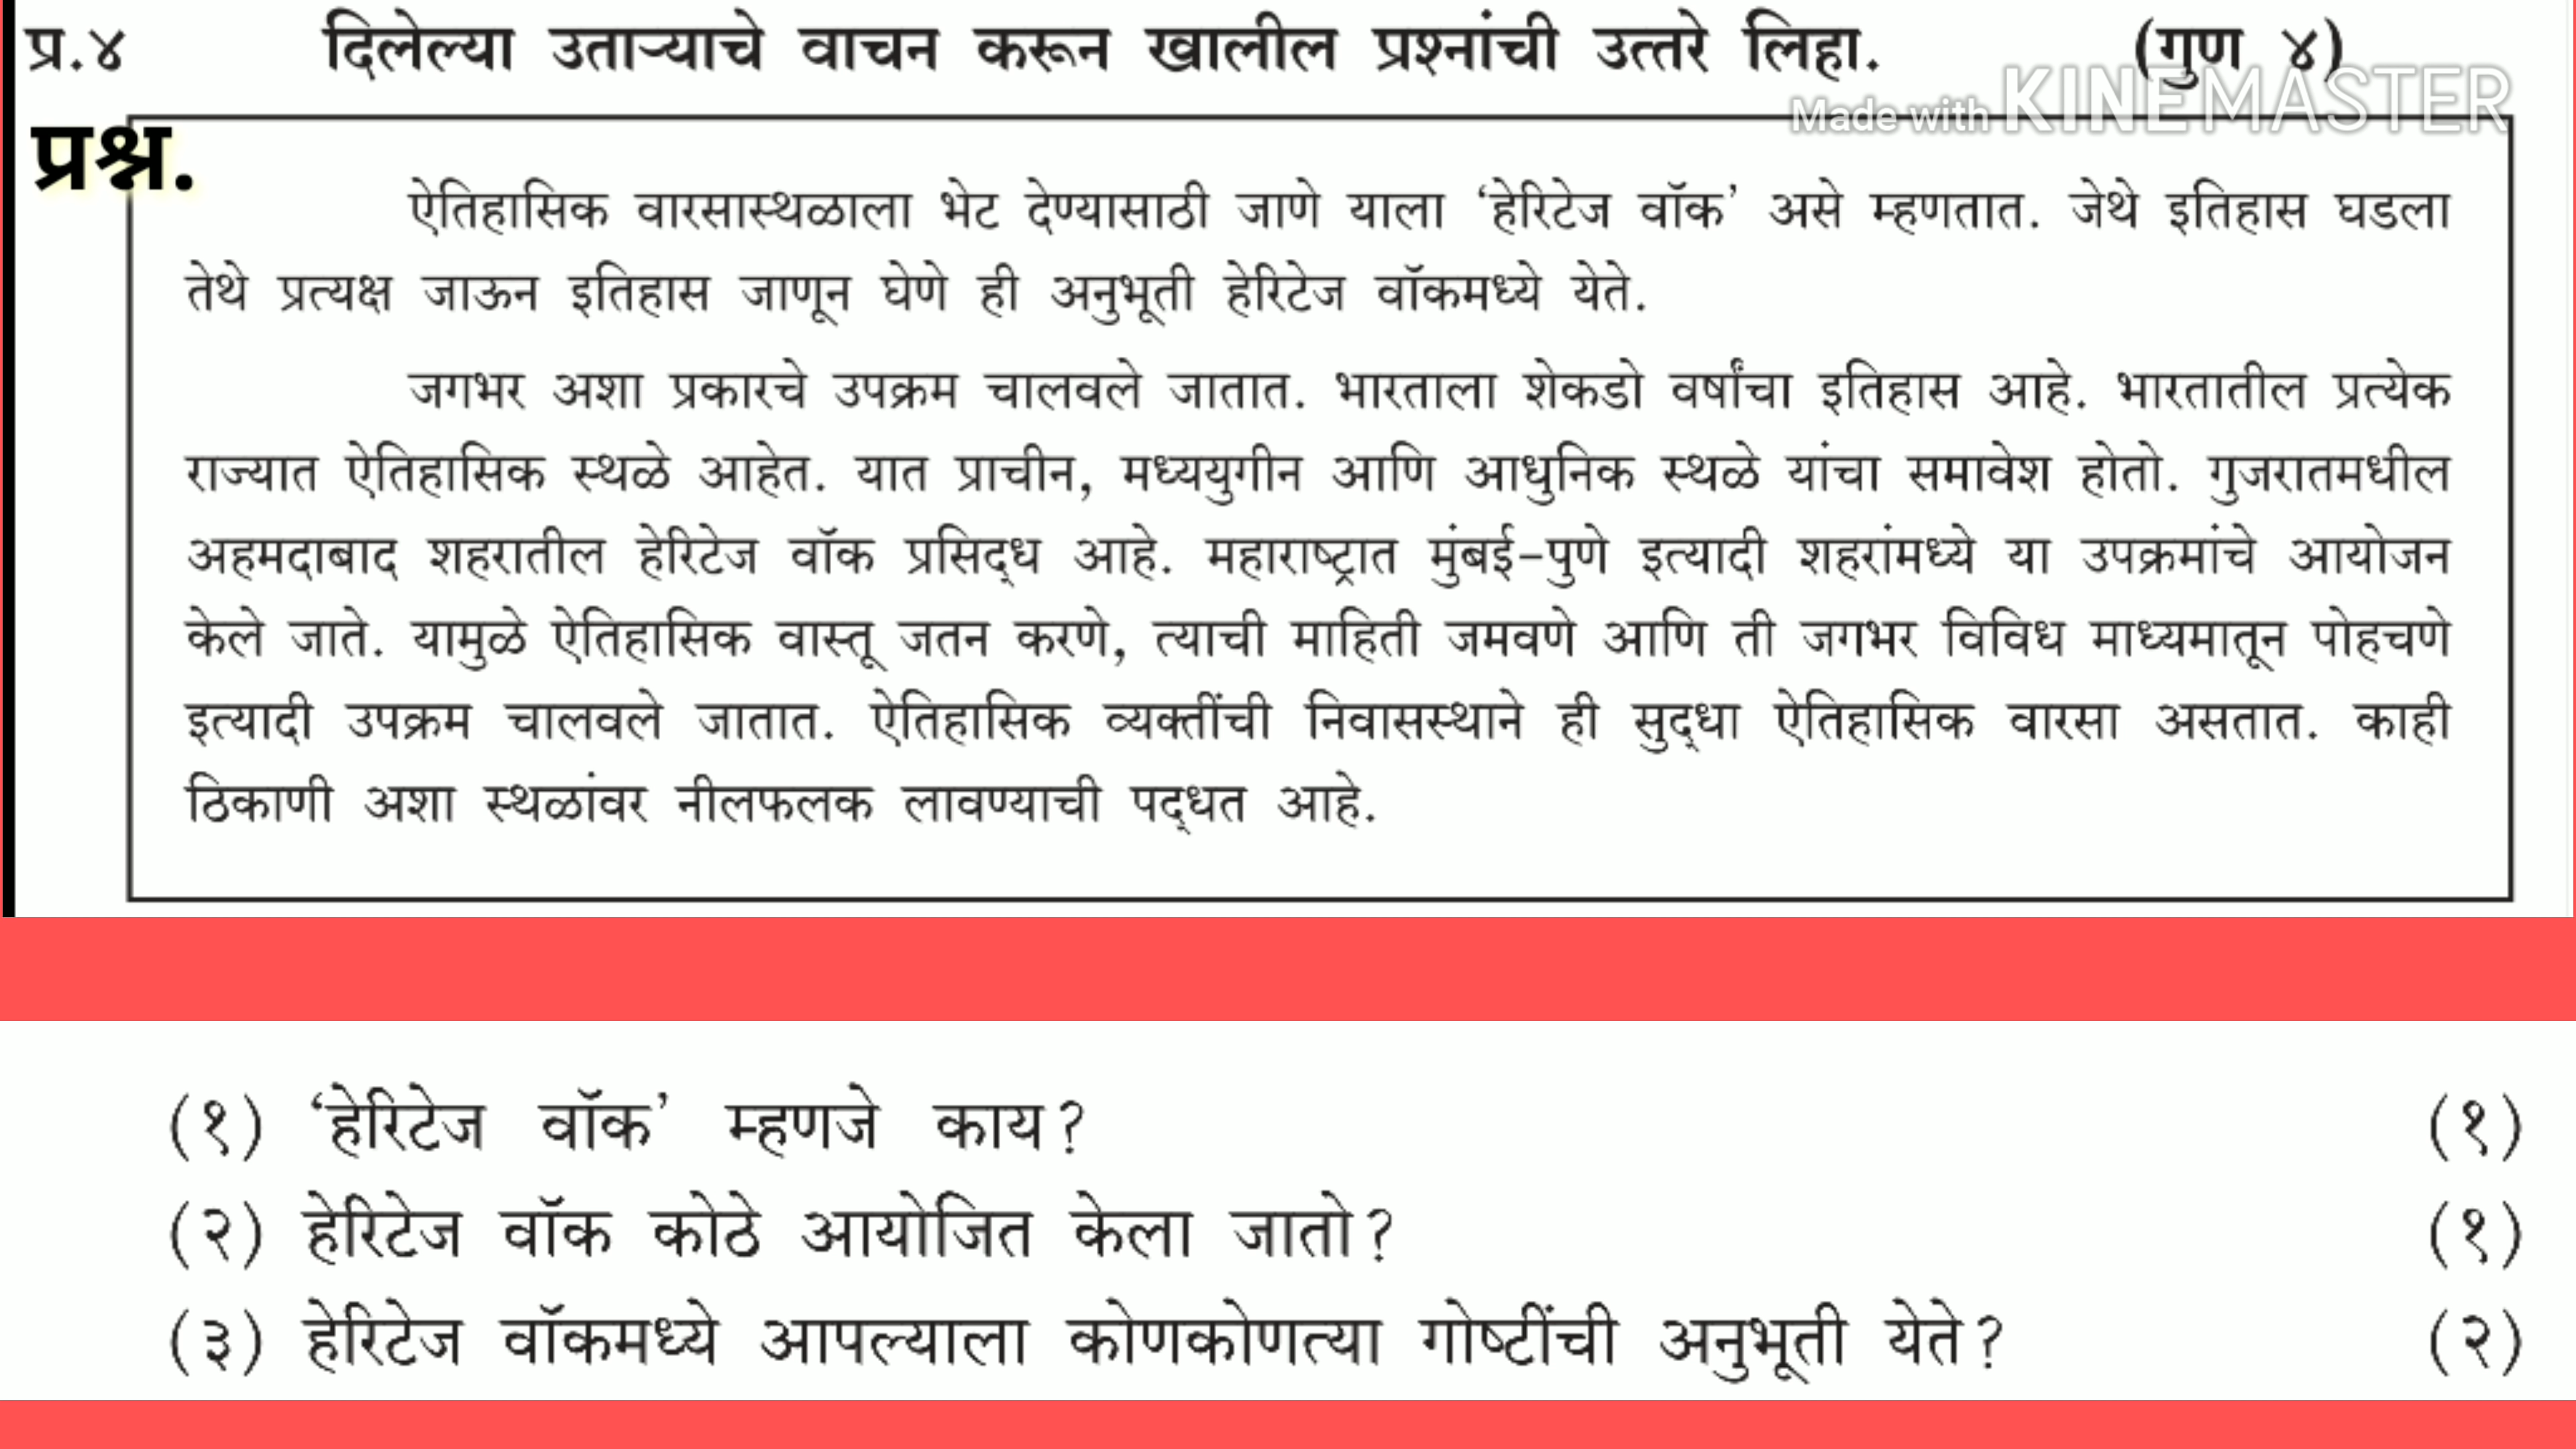 प्र.४ दिलेल्या उताऱ्याचे वाचन करून खालील प्रश्नांची उत्तरे लिहा. (गुण ४)
Made with KINEMASTER
प्रश्न.
ऐतिहासिक वारसास्थळाला भेट देण्यासाठी जाणे याला ‘हेरिटेज वॉक’ असे म्हणतात. जेथे इतिहास घडला
तेथे प्रत्यक्ष जाऊन इतिहास जाणून घेणे ही अनुभूती हेरिटेज वॉकमध्ये येते.
जगभर अशा प्रकारचे उपक्रम चालवले जातात. भारताला शेकडो वर्षांचा इतिहास आहे. भारतातील प्रत्येक
राज्यात ऐतिहासिक स्थळे आहेत. यात प्राचीन, मध्ययुगीन आणि आधुनिक स्थळे यांचा समावेश होतो. गुजरातमधील
अहमदाबाद शहरातील हेरिटेज वॉक प्रसिद्ध आहे. महाराष्ट्रात मुंबई-पुणे इत्यादी शहरांमध्ये या उपक्रमांचे आयोजन
केले जाते. यामुळे ऐतिहासिक वास्तू जतन करणे, त्याची माहिती जमवणे आणि ती जगभर विविध माध्यमातून पोहचणे
इत्यादी उपक्रम चालवले जातात. ऐतिहासिक व्यक्तींची निवासस्थाने ही सुद्धा ऐतिहासिक वारसा असतात. काही
ठिकाणी अशा स्थळांवर नीलफलक लावण्याची पद्धत आहे.
(१) ‘हेरिटेज वॉक’ म्हणजे काय? (१)
(२) हेरिटेज वॉक कोठे आयोजित केला जातो? (१)
(३) हेरिटेज वॉकमध्ये आपल्याला कोणकोणत्या गोष्टींची अनुभूती येते? (२)